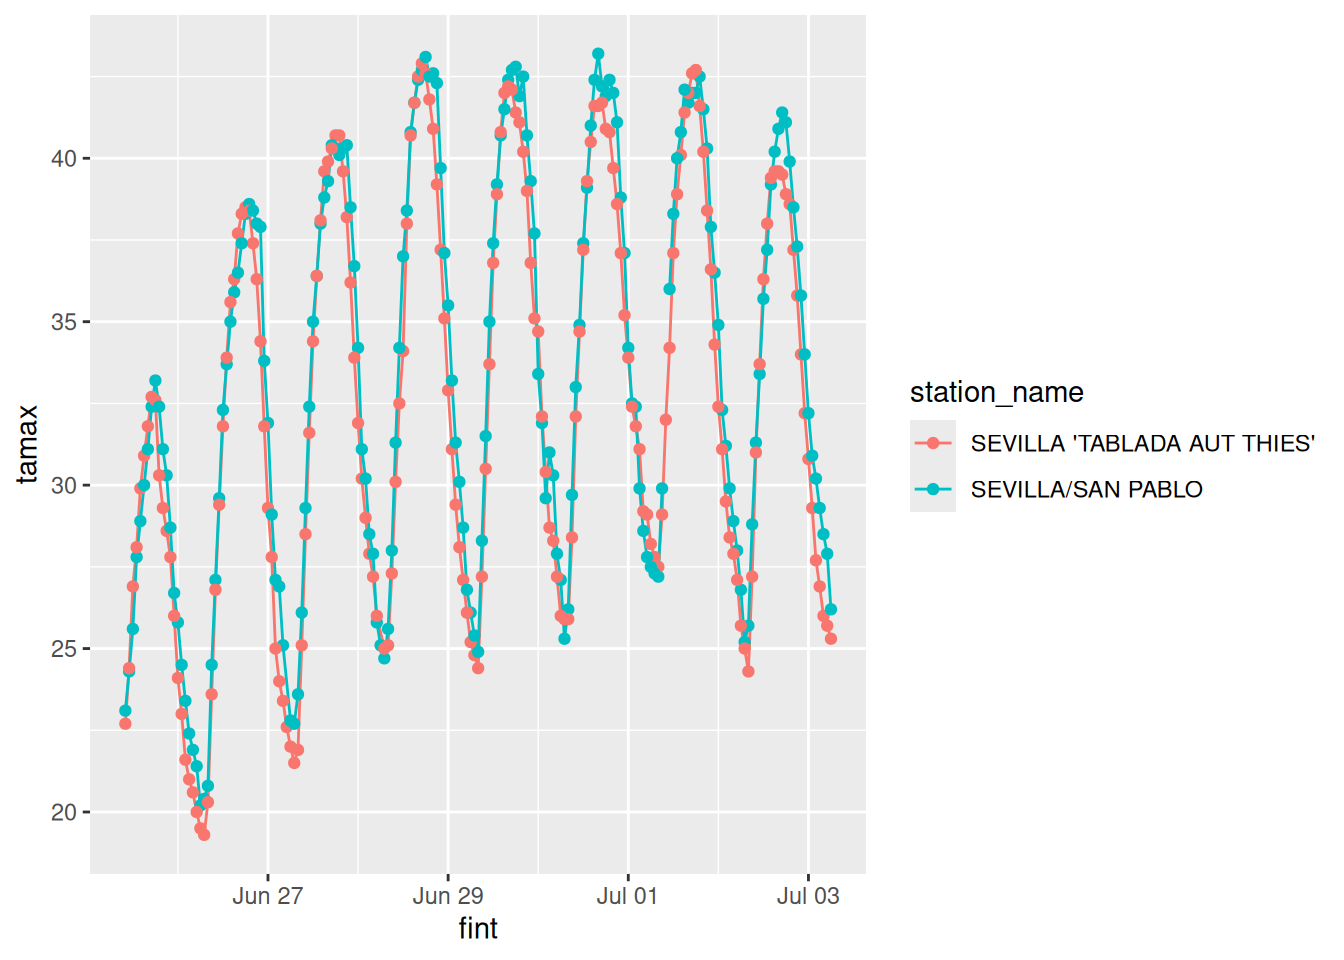 tamax
40
35
30
25
20
Jun 27
Jun 29
Jul 01
Jul 03
fint
station_name
SEVILLA 'TABLADA AUT THIES'
SEVILLA/SAN PABLO